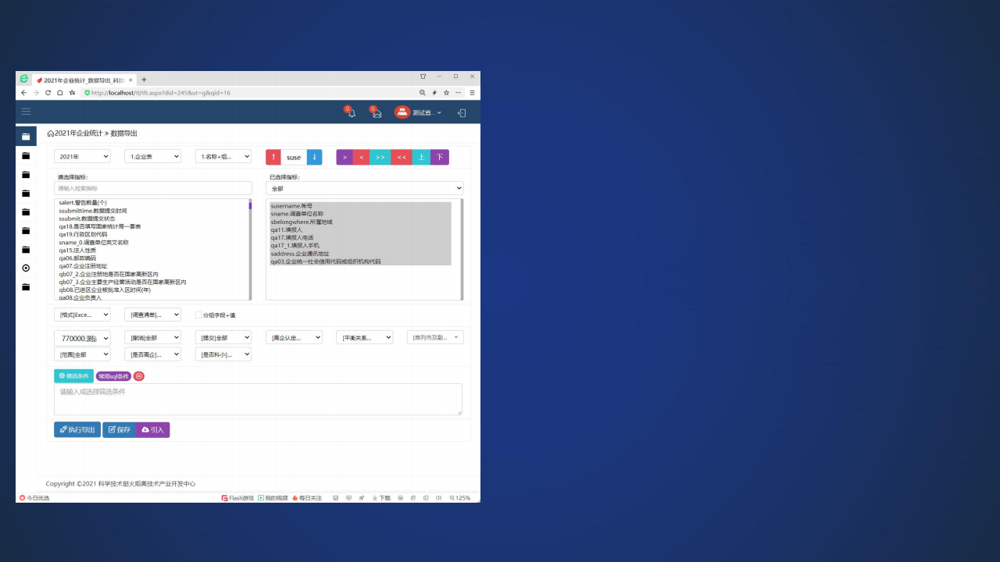 2021年企业统计_数据导出_科技
http://localhost/tl/tlt.aspx?did=245&ut=g&qid=16
0
0
测试省...
2021年企业统计 » 数据导出
2021年 1.企业表 1.名称+组... ↑ suse ↓ > < >> << 上 下
请选择指标: 已选择指标:
请输入检索指标 全部
salert.警告数量(个)
ssubmittime.数据提交时间
ssubmit.数据提交状态
qa18.是否填写国家统计局一套表
qa19.行政区划代码
sname_0.调查单位英文名称
qa15.法人性质
qa06.邮政编码
qa07.企业注册地址
qb07_2.企业注册地是否在国家高新区内
qb07_3.企业主要生产经营活动是否在国家高新区内
qb08.已进区企业被批准入区时间(年)
qa08.企业负责人
susername.帐号
sname.调查单位名称
sbelongwhere.所属地域
qa11.填报人
qa17.填报人电话
qa17_1.填报人手机
saddress.企业通讯地址
qa03.企业统一社会信用代码或组织机构代码
[格式]Exce... [调查清单]... 分组字段+值
770000.测试 [撤消]全部 [提交]全部 [高企认定... [平衡关系... [单列市及副...
[范围]全部 [是否高企]... [是否科小]...
筛选条件 常用sql条件
请输入或选择筛选条件
执行导出 保存 引入
Copyright ©2021 科学技术部火炬高技术产业开发中心
今日优选 Flash游戏 我的视频 每日关注 下载 125%